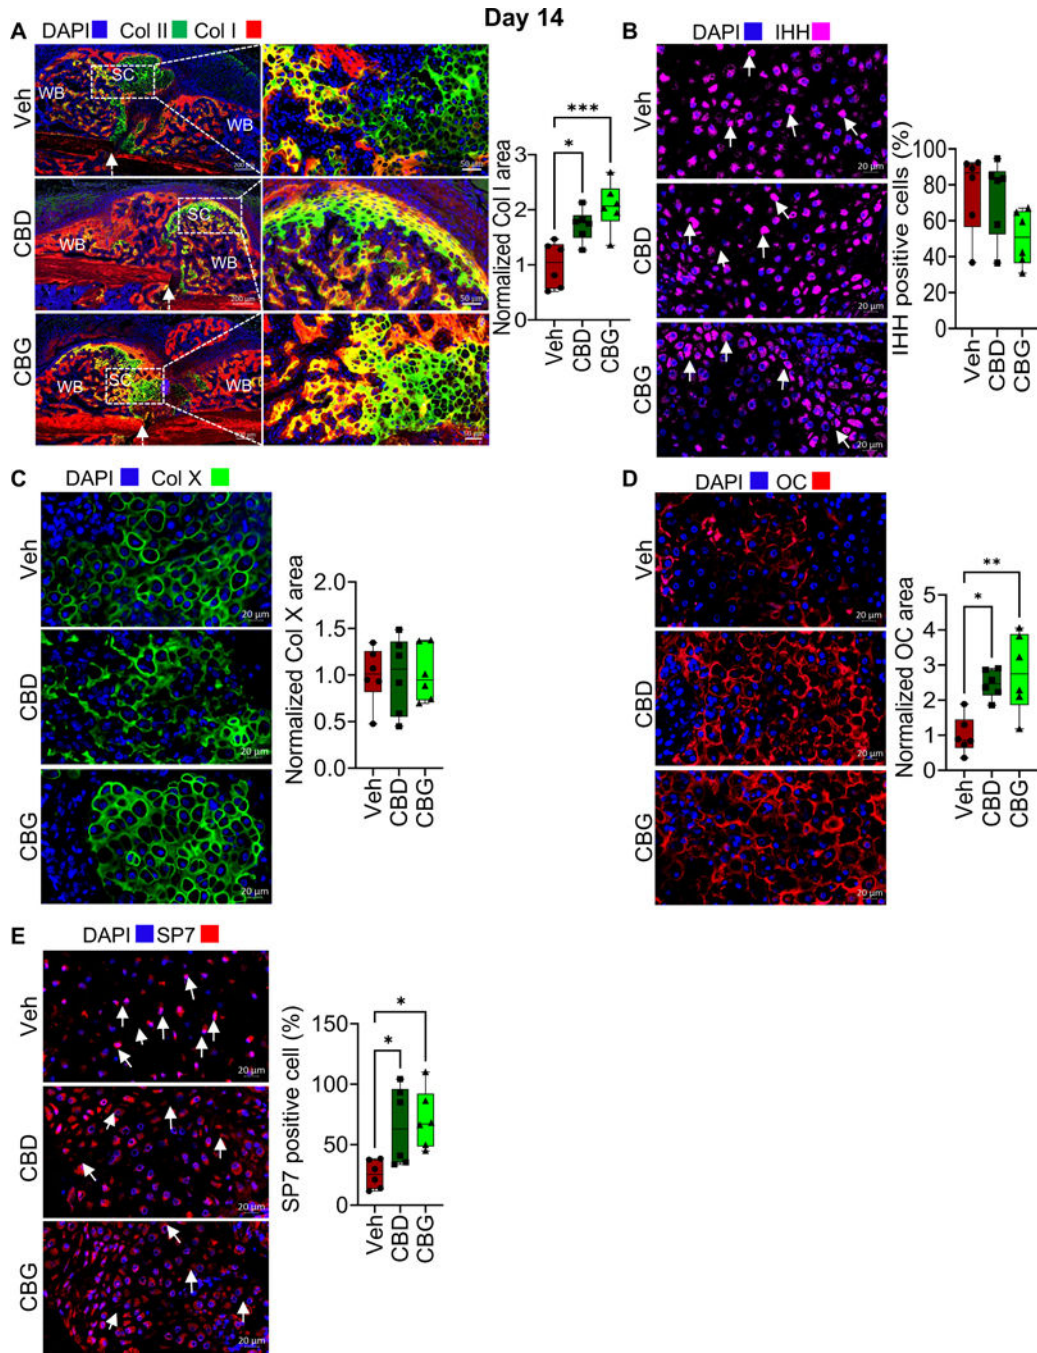 Day 14
A DAPI Col II Col I
Veh
SC
WB
WB
200 µm
50 µm
CBD
SC
WB
WB
200 µm
50 µm
CBG
SC
WB
WB
50 µm
Normalized Col I area
3
2
1
0
*
***
Veh
CBD
CBG
B DAPI IHH
Veh
20 µm
CBD
20 µm
CBG
20 µm
IHH positive cells (%)
100
80
60
40
20
0
Veh
CBD
CBG
C DAPI Col X
Veh
20 µm
CBD
20 µm
CBG
20 µm
Normalized Col X area
2.0
1.5
1.0
0.5
0.0
Veh
CBD
CBG
D DAPI OC
Veh
20 µm
CBD
20 µm
CBG
20 µm
Normalized OC area
5
4
3
2
1
0
*
**
Veh
CBD
CBG
E DAPI SP7
Veh
20 µm
CBD
20 µm
CBG
20 µm
SP7 positive cell (%)
150
100
50
0
*
*
Veh
CBD
CBG